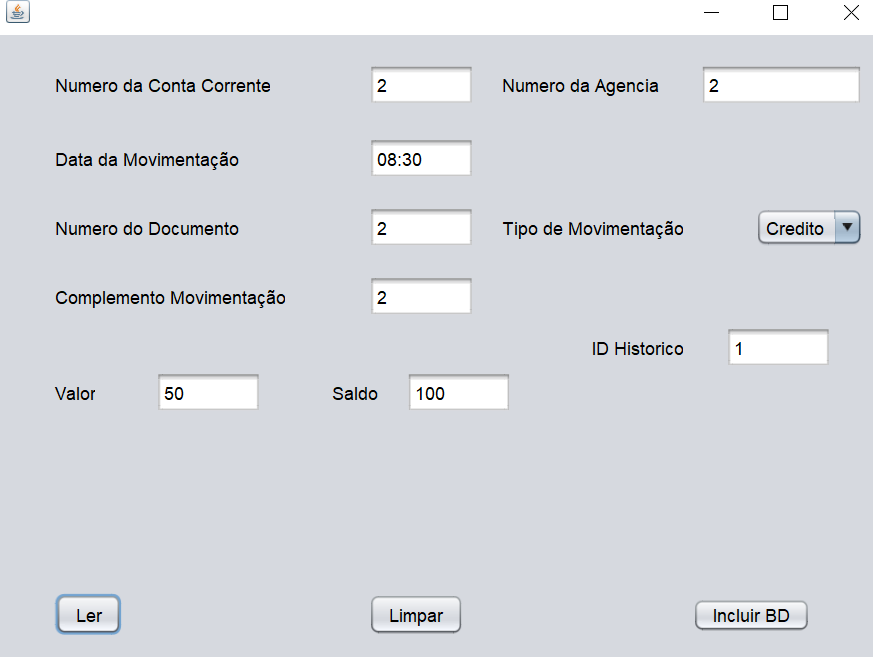 Numero da Conta Corrente 2 Numero da Agencia 2
Data da Movimentação 08:30
Numero do Documento 2 Tipo de Movimentação Credito
Complemento Movimentação 2
ID Historico 1
Valor 50 Saldo 100
Ler Limpar Incluir BD